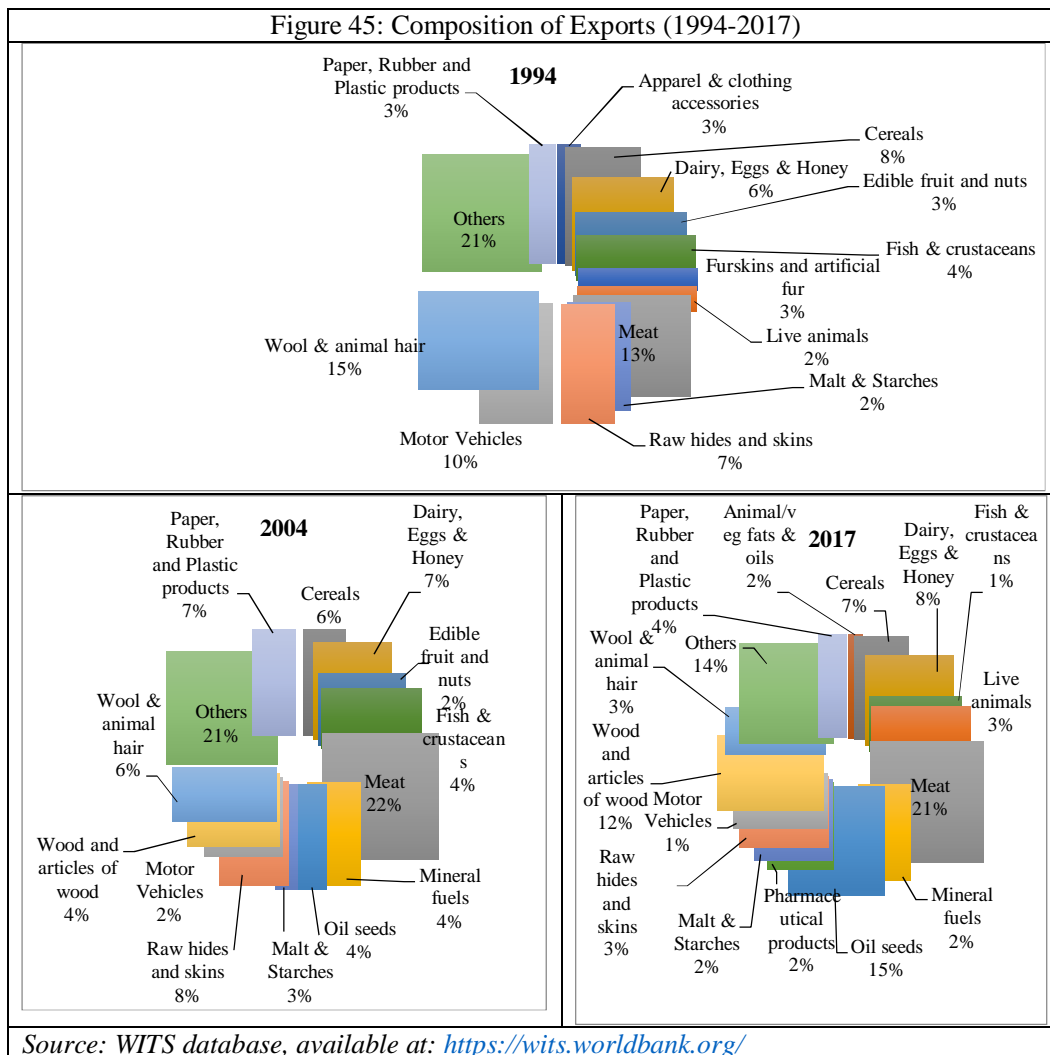 Figure 45: Composition of Exports (1994-2017)
1994
Paper, Rubber and
Plastic products
3%
Apparel & clothing
accessories
3%
Cereals
8%
Dairy, Eggs & Honey
6%
Edible fruit and nuts
3%
Fish & crustaceans
4%
Furskins and artificial
fur
3%
Live animals
2%
Meat
13%
Malt & Starches
2%
Raw hides and skins
7%
Motor Vehicles
10%
Wool & animal hair
15%
Others
21%
2004
Paper,
Rubber
and Plastic
products
7%
Cereals
6%
Dairy,
Eggs &
Honey
7%
Edible
fruit and
nuts
2%
Fish &
crustacean
s
4%
Meat
22%
Mineral
fuels
4%
Oil seeds
4%
Malt &
Starches
3%
Raw hides
and skins
8%
Motor
Vehicles
2%
Wood and
articles of
wood
4%
Wool &
animal
hair
6%
Others
21%
2017
Paper,
Rubber
and
Plastic
products
4%
Animal/v
eg fats &
oils
2%
Cereals
7%
Dairy,
Eggs &
Honey
8%
Fish &
crustacea
ns
1%
Live
animals
3%
Meat
21%
Mineral
fuels
2%
Oil seeds
15%
Pharmace
utical
products
2%
Malt &
Starches
2%
Raw
hides
and
skins
3%
Motor
Vehicles
1%
Wood
and
articles
of wood
12%
Wool &
animal
hair
3%
Others
14%
Source: WITS database, available at: https://wits.worldbank.org/